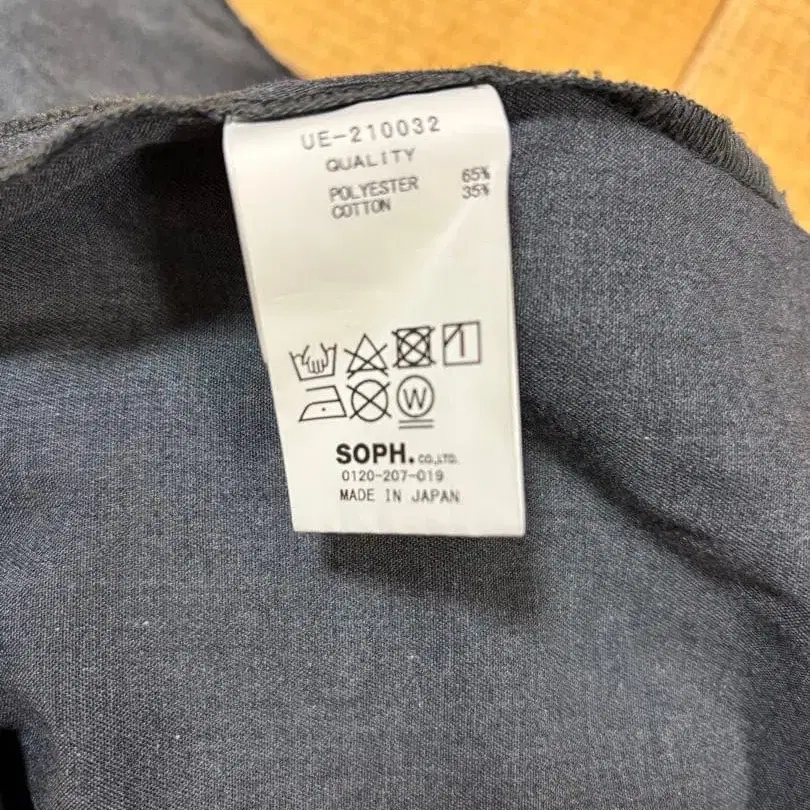 UE-210032
QUALITY
POLYESTER 65%
COTTON 35%
W
SOPH. CO.,LTD.
0120-207-019
MADE IN JAPAN